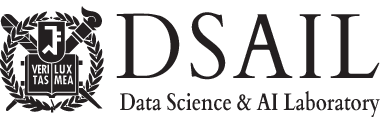 VERI LUX
TAS MEA
DSAIL
Data Science & AI Laboratory